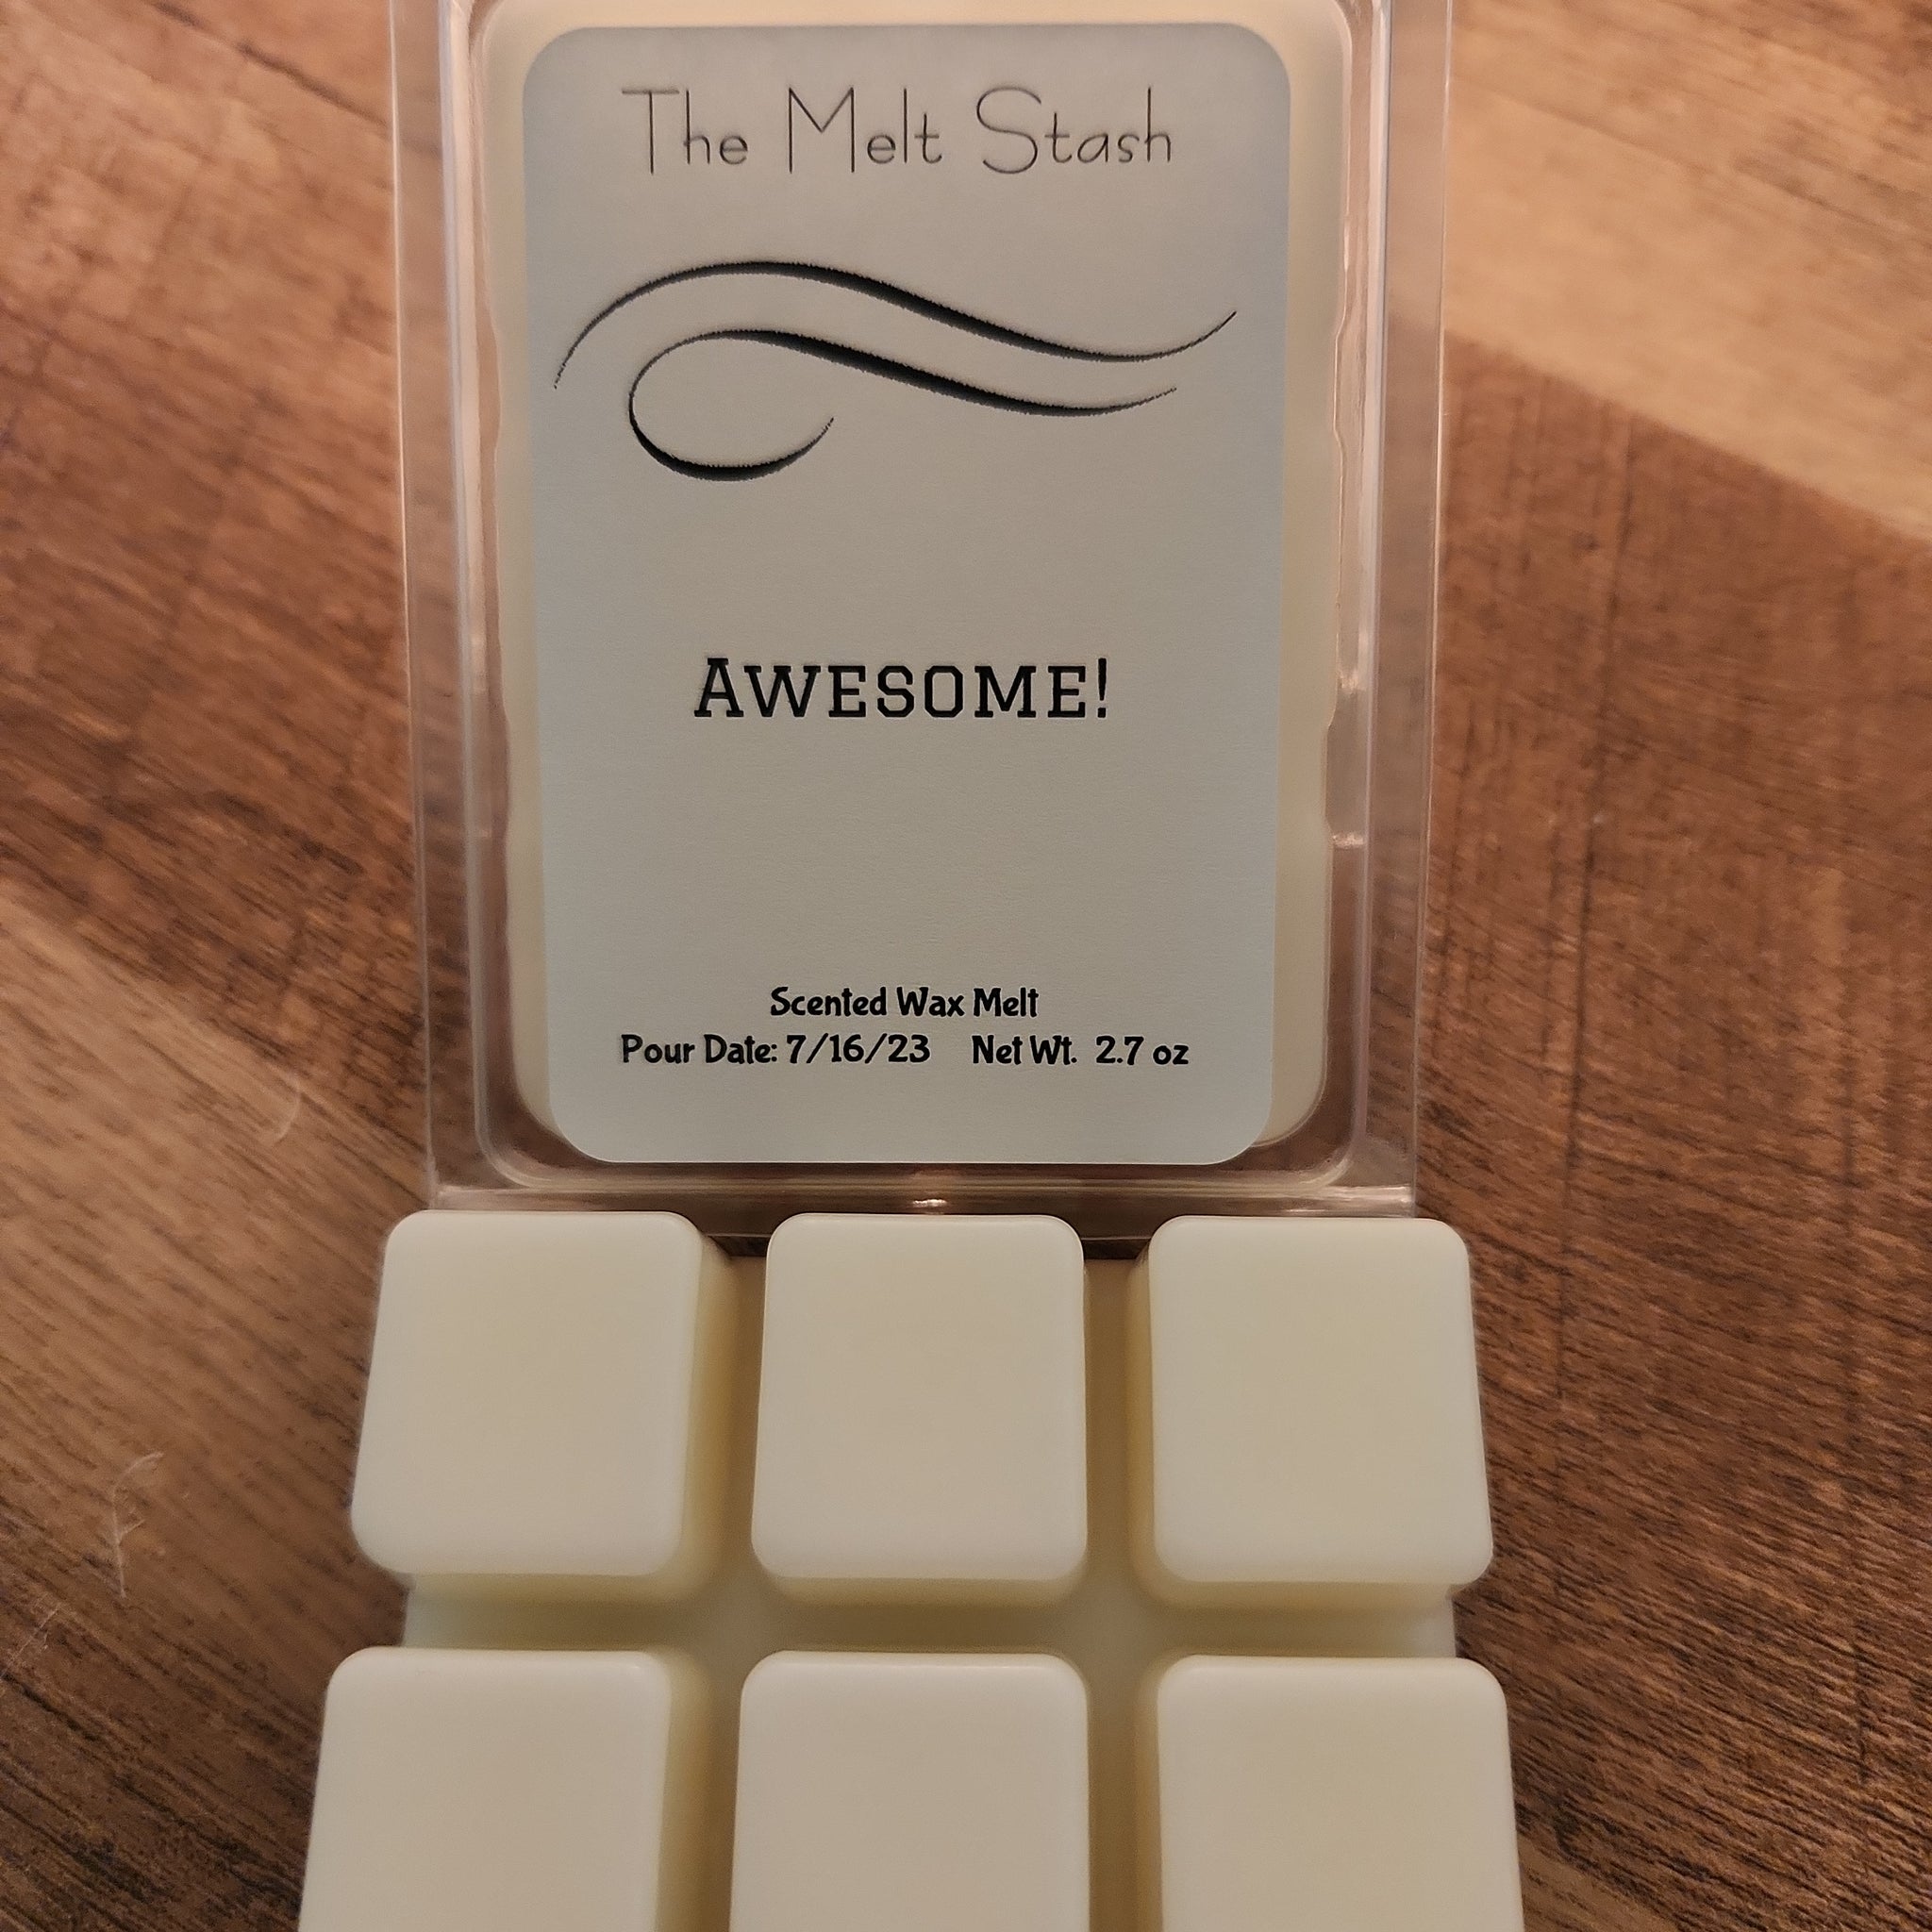 The Melt Stash
AWESOME!
Scented Wax Melt
Pour Date: 7/16/23 Net Wt. 2.7 oz